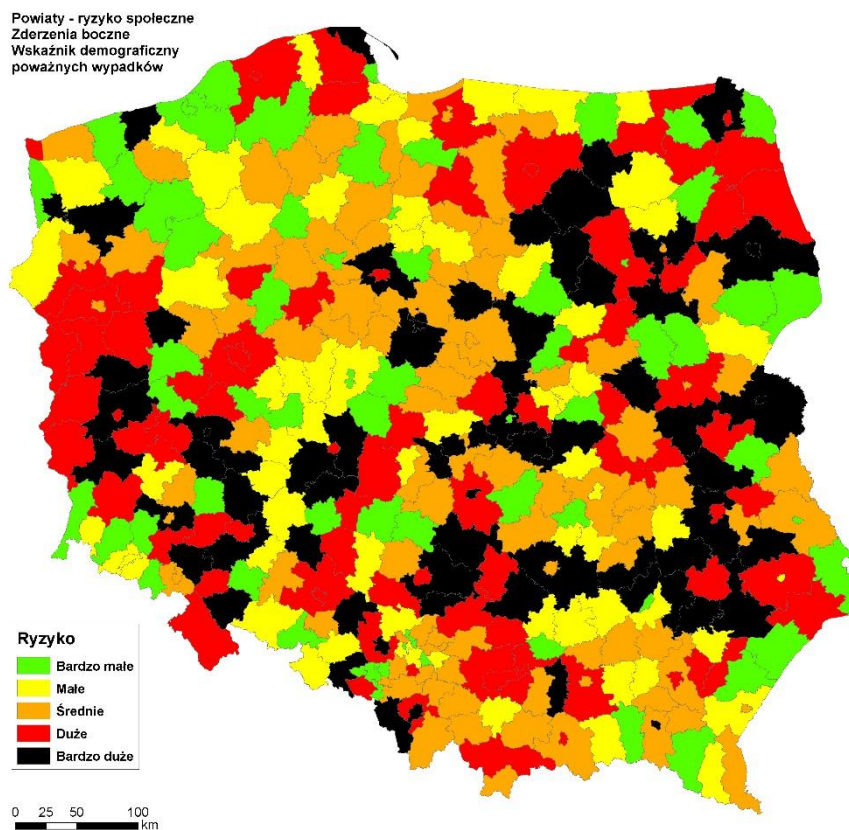 Powiaty - ryzyko społeczne
Zderzenia boczne
Wskaźnik demograficzny
poważnych wypadków
Ryzyko
Bardzo małe
Małe
Średnie
Duże
Bardzo duże
0 25 50 100
km